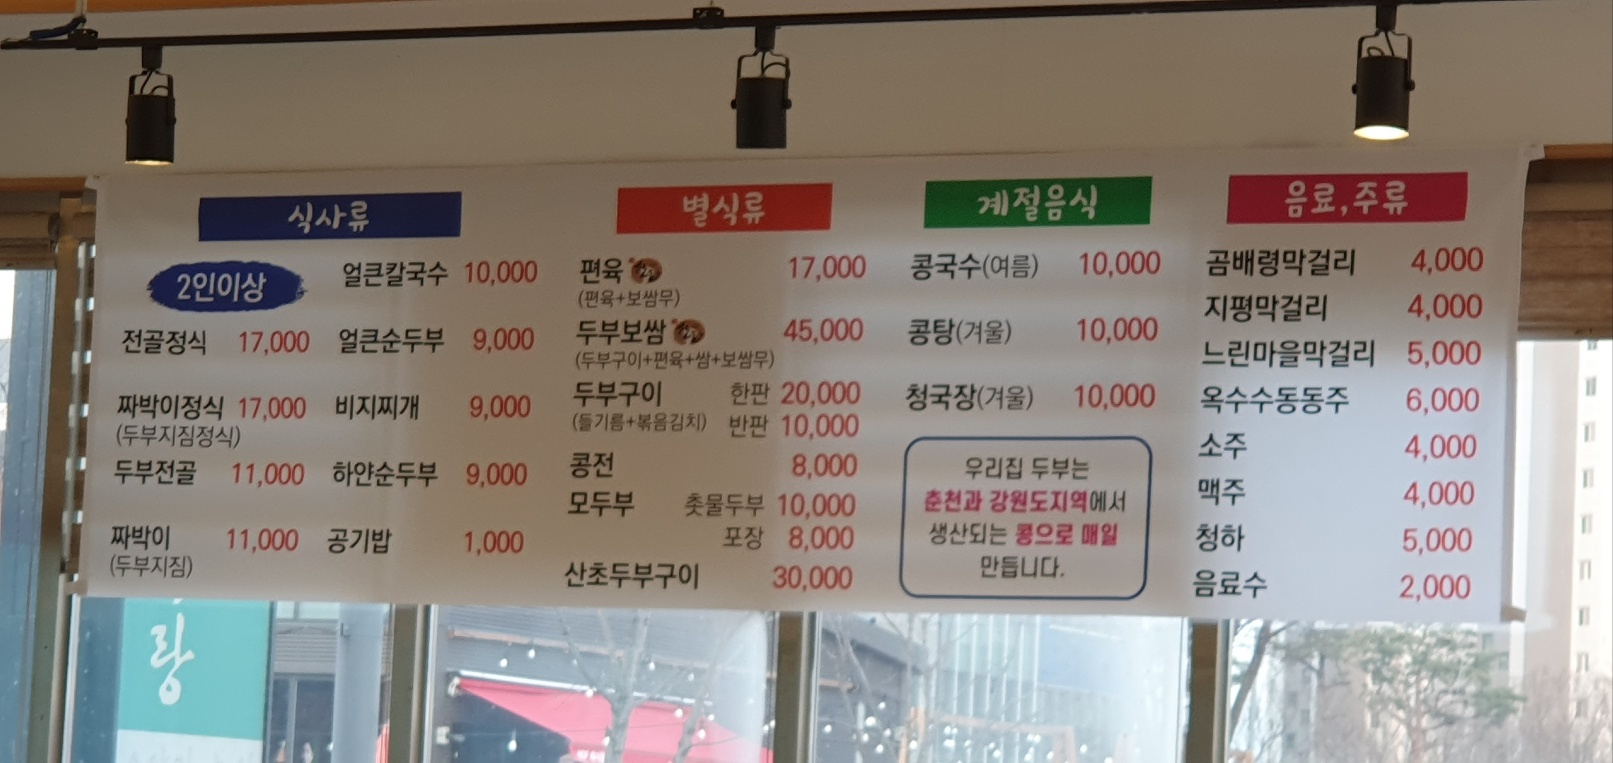 식사류
2인이상
전골정식 17,000
짜박이정식 17,000
(두부지짐정식)
두부전골 11,000
짜박이 11,000
(두부지짐)
얼큰칼국수 10,000
얼큰순두부 9,000
비지찌개 9,000
하얀순두부 9,000
공기밥 1,000
별식류
편육 17,000
(편육+보쌈무)
두부보쌈 45,000
(두부구이+편육+쌈+보쌈무)
두부구이 한판 20,000
(들기름+볶음김치) 반판 10,000
콩전 8,000
모두부 촛물두부 10,000
포장 8,000
산초두부구이 30,000
계절음식
콩국수(여름) 10,000
콩탕(겨울) 10,000
청국장(겨울) 10,000
우리집 두부는
춘천과 강원도지역에서
생산되는 콩으로 매일
만듭니다.
음료,주류
곰배령막걸리 4,000
지평막걸리 4,000
느린마을막걸리 5,000
옥수수동동주 6,000
소주 4,000
맥주 4,000
청하 5,000
음료수 2,000
랑